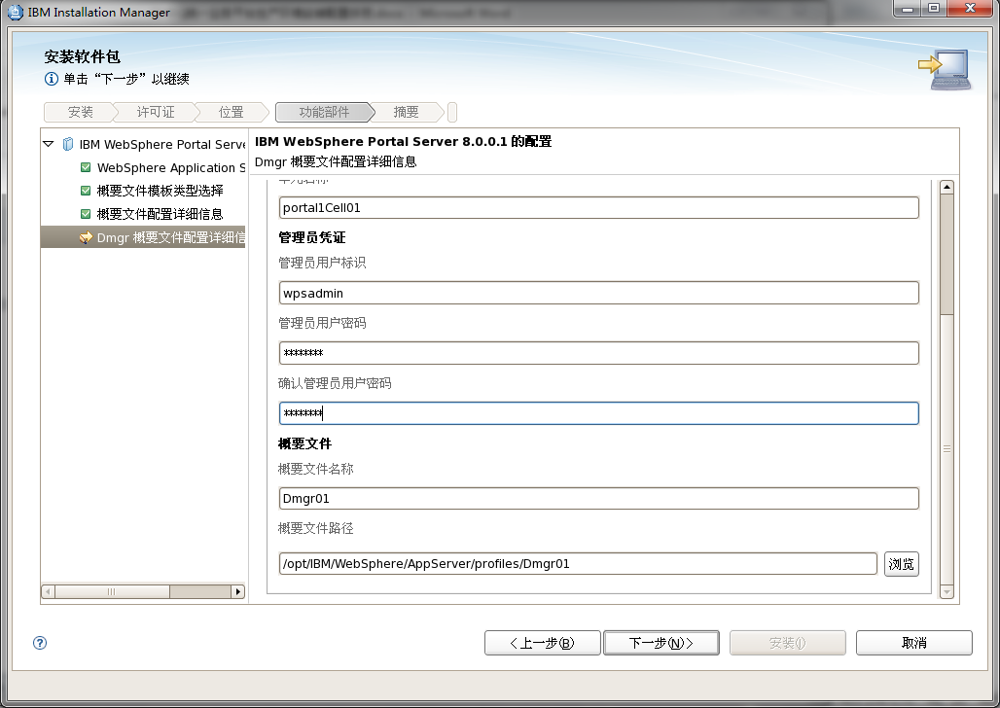 IBM Installation Manager
安装软件包
单击“下一步”以继续
安装
许可证
位置
功能部件
摘要
IBM WebSphere Portal Serve
WebSphere Application S
概要文件模板类型选择
概要文件配置详细信息
Dmgr 概要文件配置详细信
IBM WebSphere Portal Server 8.0.0.1 的配置
Dmgr 概要文件配置详细信息
单元名称
portal1Cell01
管理员凭证
管理员用户标识
wpsadmin
管理员用户密码
********
确认管理员用户密码
********
概要文件
概要文件名称
Dmgr01
概要文件路径
/opt/IBM/WebSphere/AppServer/profiles/Dmgr01
浏览
<上一步(B)
下一步(N)>
安装(I)
取消